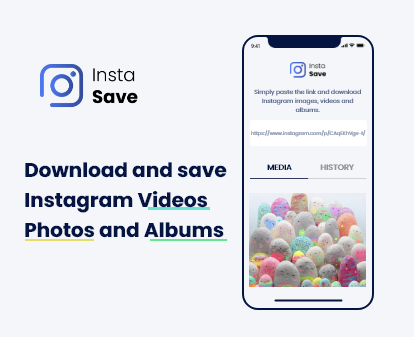 Insta
Save
Download and save
Instagram Videos
Photos and Albums
9:41
Insta
Save
Simply paste the link and download
Instagram images, videos and
albums.
MEDIA
HISTORY